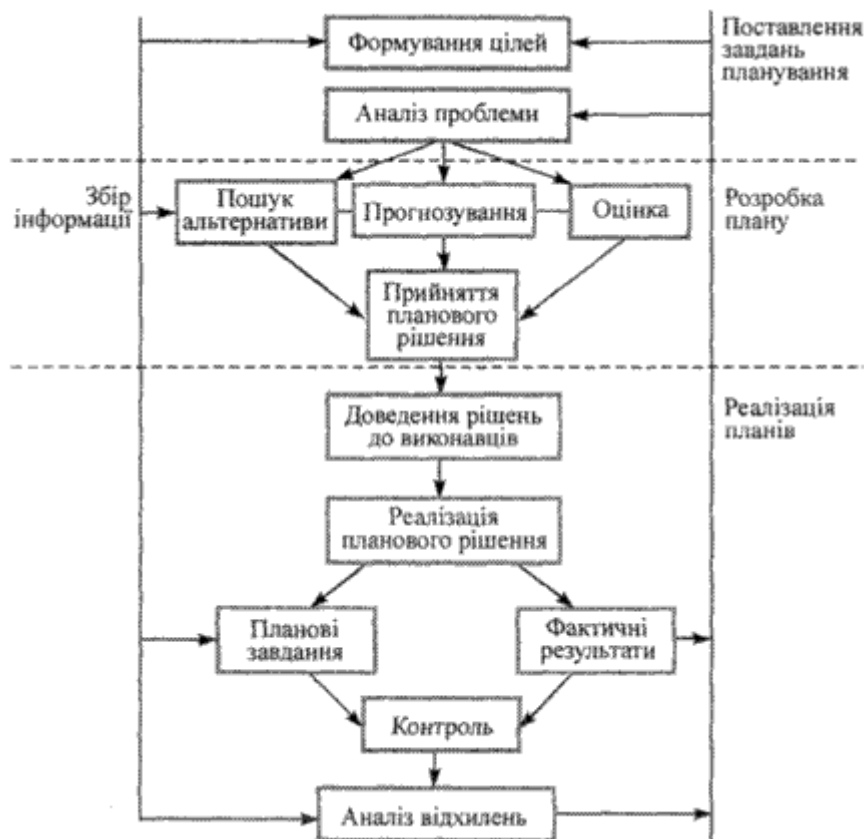 Формування цілей
Поставлення
завдань
планування
Аналіз проблеми
Збір
інформації
Пошук
альтернативи
Прогнозування
Оцінка
Розробка
плану
Прийняття
планового
рішення
Доведення рішень
до виконавців
Реалізація
планів
Реалізація
планового рішення
Планові
завдання
Фактичні
результати
Контроль
Аналіз відхилень